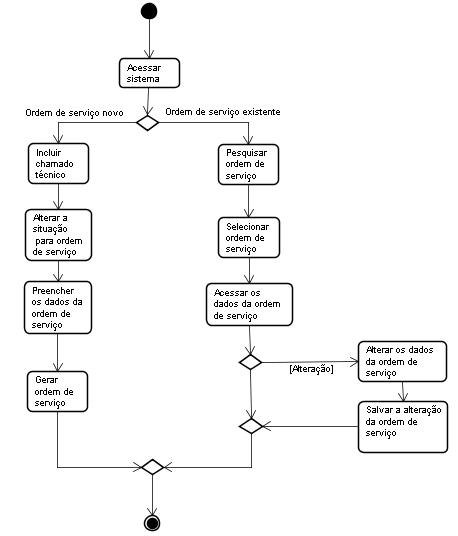 Acessar
sistema
Ordem de serviço novo
Ordem de serviço existente
Incluir
chamado
técnico
Pesquisar
ordem de
serviço
Alterar a
situação
para ordem
de serviço
Selecionar
ordem de
serviço
Preencher
os dados da
ordem de
serviço
Acessar os
dados da ordem
de serviço
[Alteração]
Alterar os dados
da ordem de
serviço
Gerar
ordem de
serviço
Salvar a alteração
da ordem de
serviço